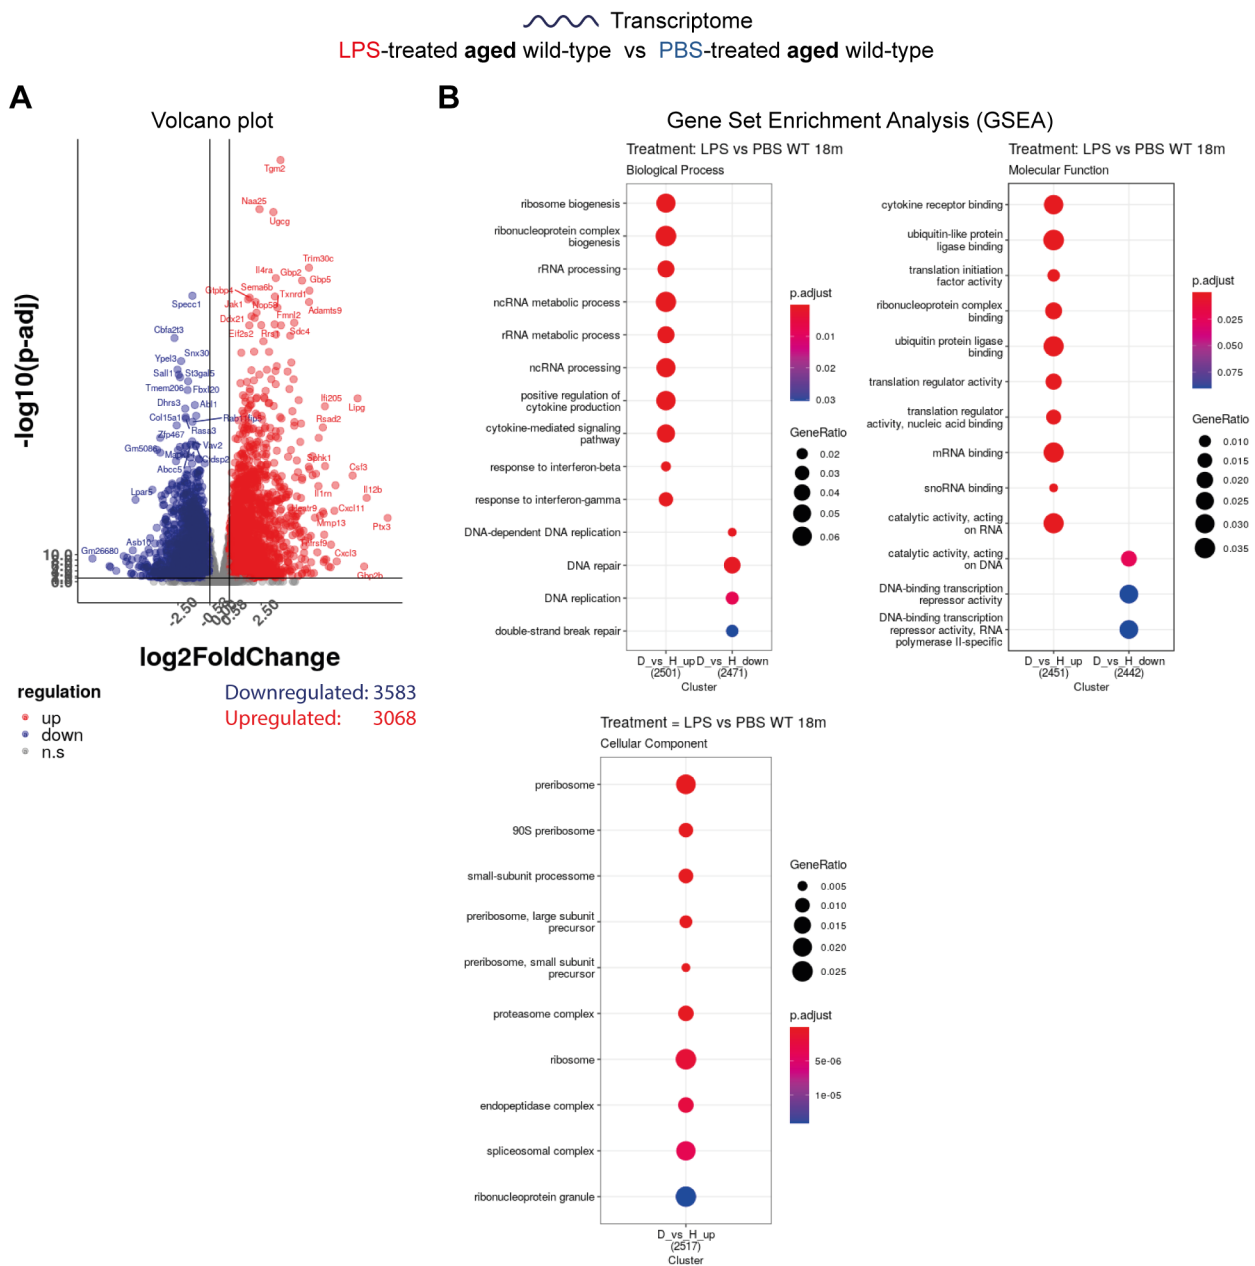 Transcriptome
LPS-treated aged wild-type vs PBS-treated aged wild-type
A
Volcano plot
-log10(p-adj)
Tgm2
Naa25
Ugcg
Trim30c
Il4ra
Gbp2
Gbp5
Gtpbp4
Sema6b
Txnrd1
Specc1
Jak1
Nop58
Adamts9
Ddx21
Fmnl2
Cbfa2t3
Eif2s2
Rrs1
Sdc4
Snx30
Ypel3
Sall1
St3gal5
Tmem206
Fbxl20
Dhrs3
Abl1
Ifi205
Lipg
Col15a1
Rab11fip5
Rsad2
Zfp467
Rasa3
Gm5086
Vav2
Mapk14
Ctdsp2
Sphk1
Abcc5
Csf3
Lpar5
Il1rn
Il12b
Heatr9
Cxcl11
Mmp13
Ptx3
Asb10
Tnfrsf9
Gm26680
Cxcl3
Gbp2b
10.0
-2.50
-0.58
0.58
2.50
log2FoldChange
regulation
up
down
n.s
Downregulated: 3583
Upregulated: 3068
B
Gene Set Enrichment Analysis (GSEA)
Treatment: LPS vs PBS WT 18m
Biological Process
ribosome biogenesis
ribonucleoprotein complex
biogenesis
rRNA processing
ncRNA metabolic process
rRNA metabolic process
ncRNA processing
positive regulation of
cytokine production
cytokine-mediated signaling
pathway
response to interferon-beta
response to interferon-gamma
DNA-dependent DNA replication
DNA repair
DNA replication
double-strand break repair
D_vs_H_up
(2501)
D_vs_H_down
(2471)
Cluster
p.adjust
0.01
0.02
0.03
GeneRatio
0.02
0.03
0.04
0.05
0.06
Treatment: LPS vs PBS WT 18m
Molecular Function
cytokine receptor binding
ubiquitin-like protein
ligase binding
translation initiation
factor activity
ribonucleoprotein complex
binding
ubiquitin protein ligase
binding
translation regulator activity
translation regulator
activity, nucleic acid binding
mRNA binding
snoRNA binding
catalytic activity, acting
on RNA
catalytic activity, acting
on DNA
DNA-binding transcription
repressor activity
DNA-binding transcription
repressor activity, RNA
polymerase II-specific
D_vs_H_up
(2451)
D_vs_H_down
(2442)
Cluster
p.adjust
0.025
0.050
0.075
GeneRatio
0.010
0.015
0.020
0.025
0.030
0.035
Treatment = LPS vs PBS WT 18m
Cellular Component
preribosome
90S preribosome
small-subunit processome
preribosome, large subunit
precursor
preribosome, small subunit
precursor
proteasome complex
ribosome
endopeptidase complex
spliceosomal complex
ribonucleoprotein granule
D_vs_H_up
(2517)
Cluster
GeneRatio
0.005
0.010
0.015
0.020
0.025
p.adjust
5e-06
1e-05